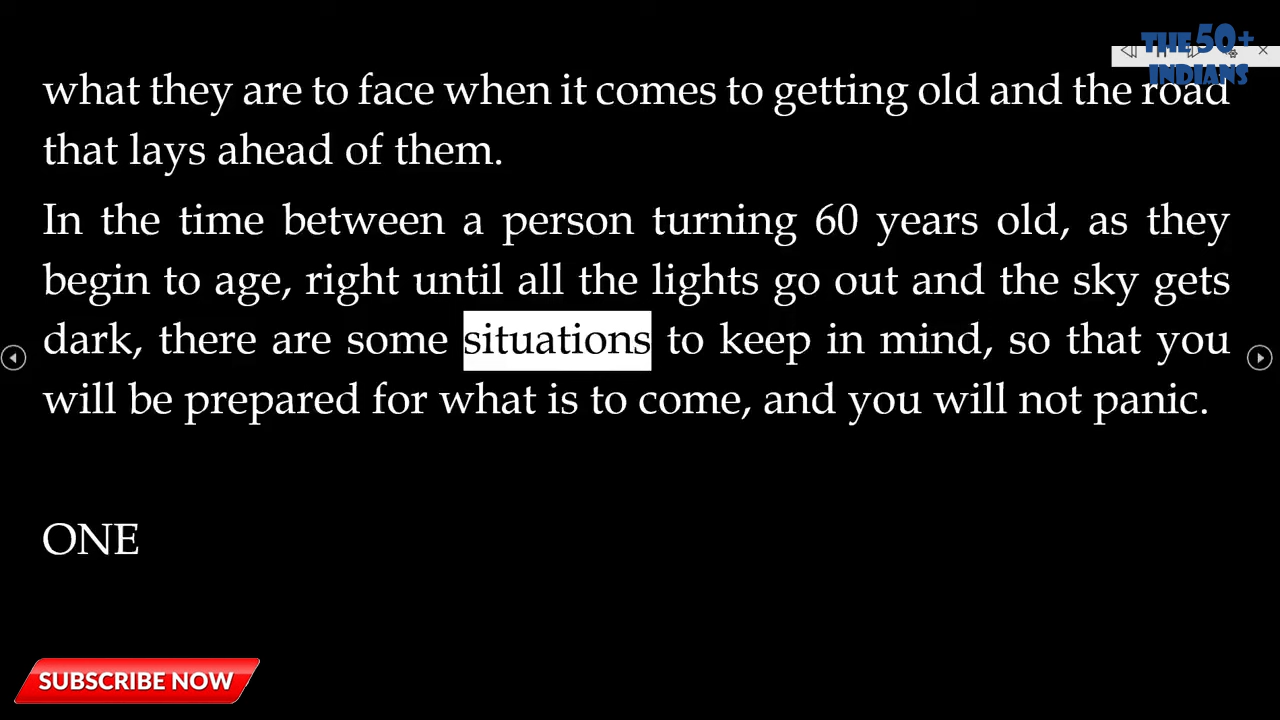 THE 50+
INDIANS
what they are to face when it comes to getting old and the road
that lays ahead of them.
In the time between a person turning 60 years old, as they
begin to age, right until all the lights go out and the sky gets
dark, there are some situations to keep in mind, so that you
will be prepared for what is to come, and you will not panic.
ONE
SUBSCRIBE NOW